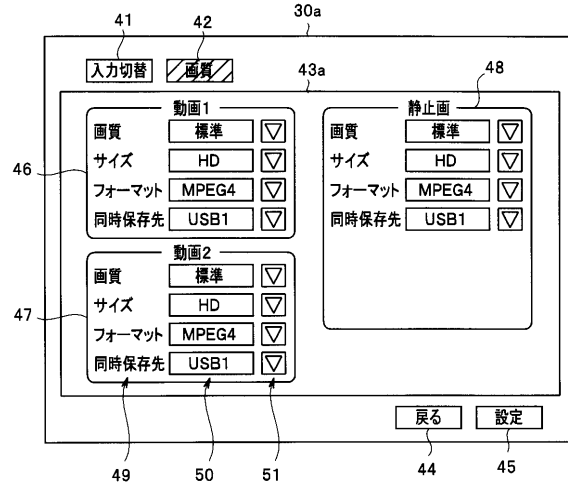 30a
41
42
入力切替
画質
43a
48
動画1
画質 標準
サイズ HD
フォーマット MPEG4
同時保存先 USB1
46
静止画
画質 標準
サイズ HD
フォーマット MPEG4
同時保存先 USB1
動画2
画質 標準
サイズ HD
フォーマット MPEG4
同時保存先 USB1
47
戻る
設定
49
50
51
44
45